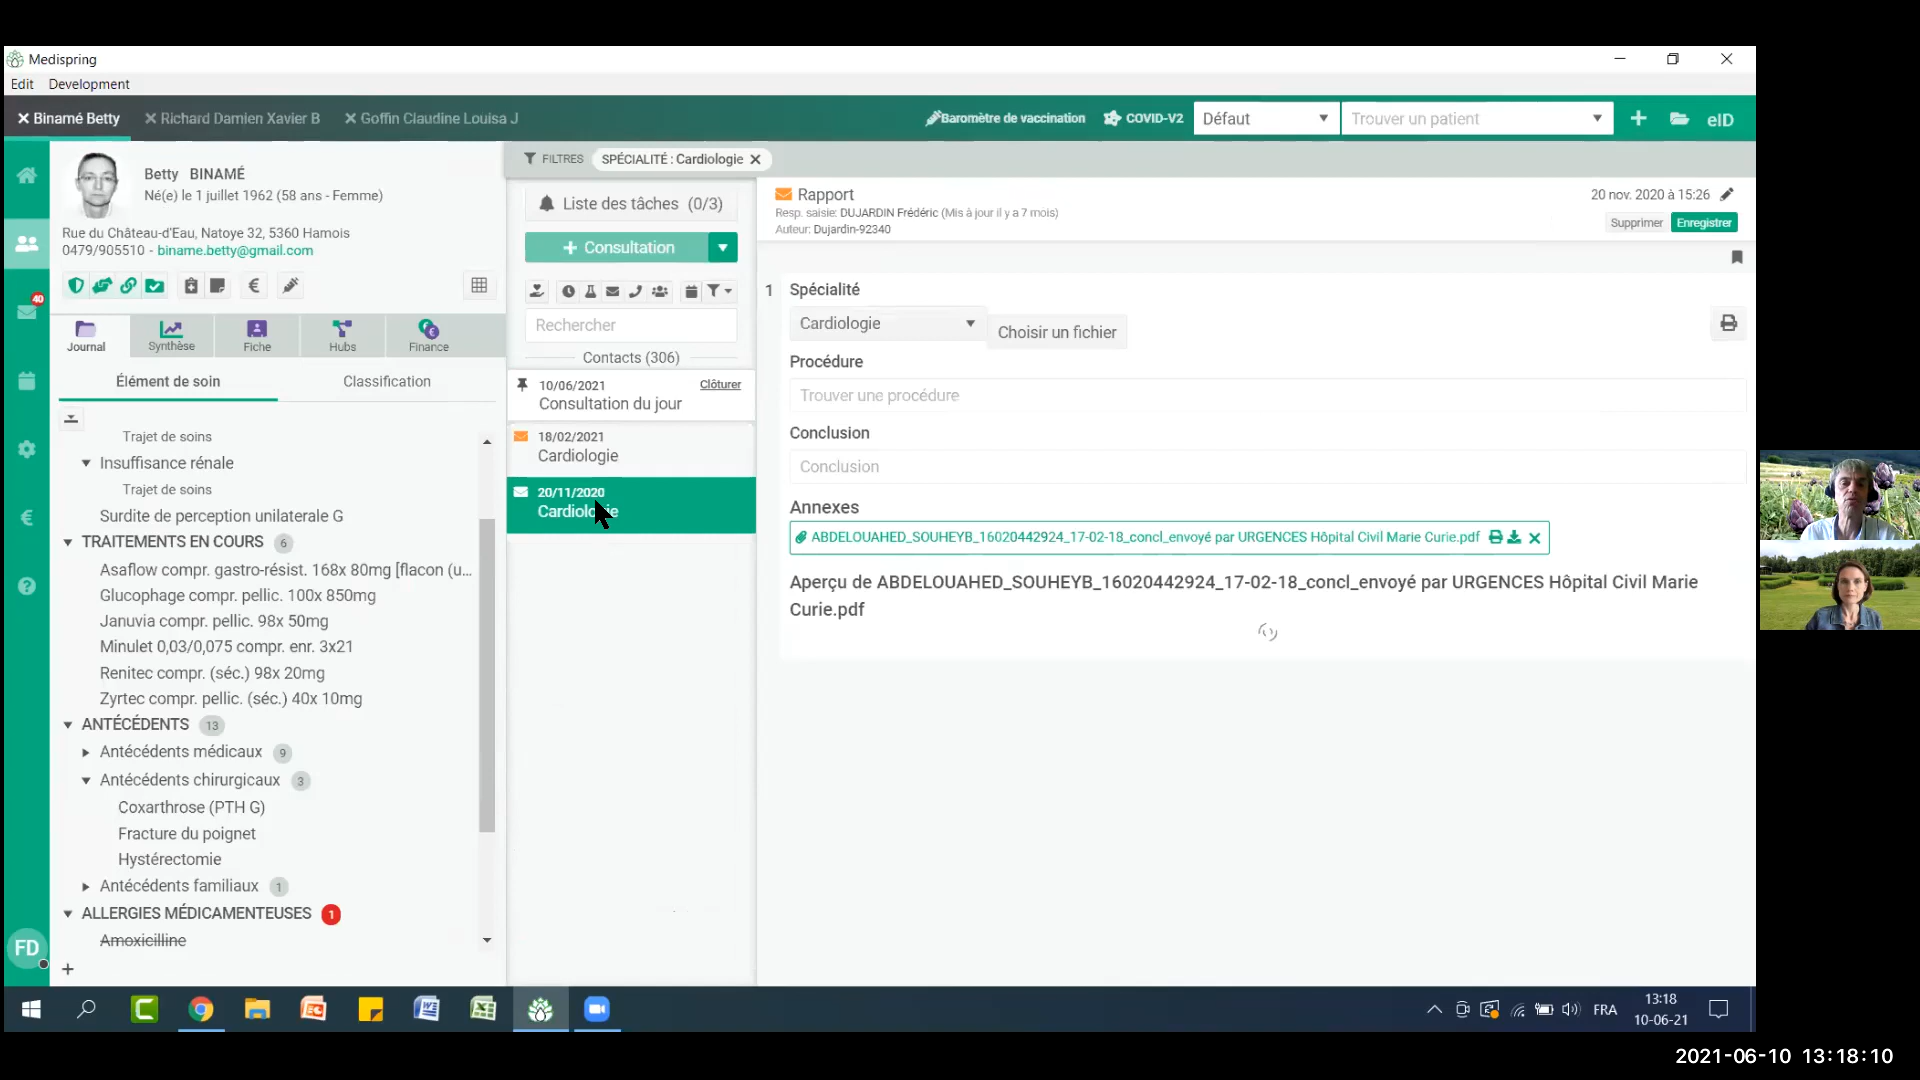 Medispring
Edit Development
Binamé Betty
Richard Damien Xavier B
Goffin Claudine Louisa J
Baromètre de vaccination
COVID-V2
Défaut
Trouver un patient
eID
Betty BINAMÉ
Né(e) le 1 juillet 1962 (58 ans - Femme)
Rue du Château-d'Eau, Natoye 32, 5360 Hamois
0479/905510 - biname.betty@gmail.com
40
Journal
Synthèse
Fiche
Hubs
Finance
Élément de soin
Classification
Trajet de soins
Insuffisance rénale
Trajet de soins
Surdite de perception unilaterale G
TRAITEMENTS EN COURS 6
Asaflow compr. gastro-résist. 168x 80mg [flacon (u...
Glucophage compr. pellic. 100x 850mg
Januvia compr. pellic. 98x 50mg
Minulet 0,03/0,075 compr. enr. 3x21
Renitec compr. (séc.) 98x 20mg
Zyrtec compr. pellic. (séc.) 40x 10mg
ANTÉCÉDENTS 13
Antécédents médicaux 9
Antécédents chirurgicaux 3
Coxarthrose (PTH G)
Fracture du poignet
Hystérectomie
Antécédents familiaux 1
ALLERGIES MÉDICAMENTEUSES 1
Amoxicilline
FD
FILTRES
SPÉCIALITÉ : Cardiologie
Liste des tâches (0/3)
+ Consultation
Rechercher
Contacts (306)
10/06/2021 Clôturer
Consultation du jour
18/02/2021
Cardiologie
20/11/2020
Cardiologie
Rapport
Resp. saisie: DUJARDIN Frédéric (Mis à jour il y a 7 mois)
Auteur: Dujardin-92340
20 nov. 2020 à 15:26
Supprimer
Enregistrer
1 Spécialité
Cardiologie
Choisir un fichier
Procédure
Trouver une procédure
Conclusion
Conclusion
Annexes
ABDELOUAHED_SOUHEYB_16020442924_17-02-18_concl_envoyé par URGENCES Hôpital Civil Marie Curie.pdf
Aperçu de ABDELOUAHED_SOUHEYB_16020442924_17-02-18_concl_envoyé par URGENCES Hôpital Civil Marie
Curie.pdf
FRA
13:18
10-06-21
2021-06-10 13:18:10